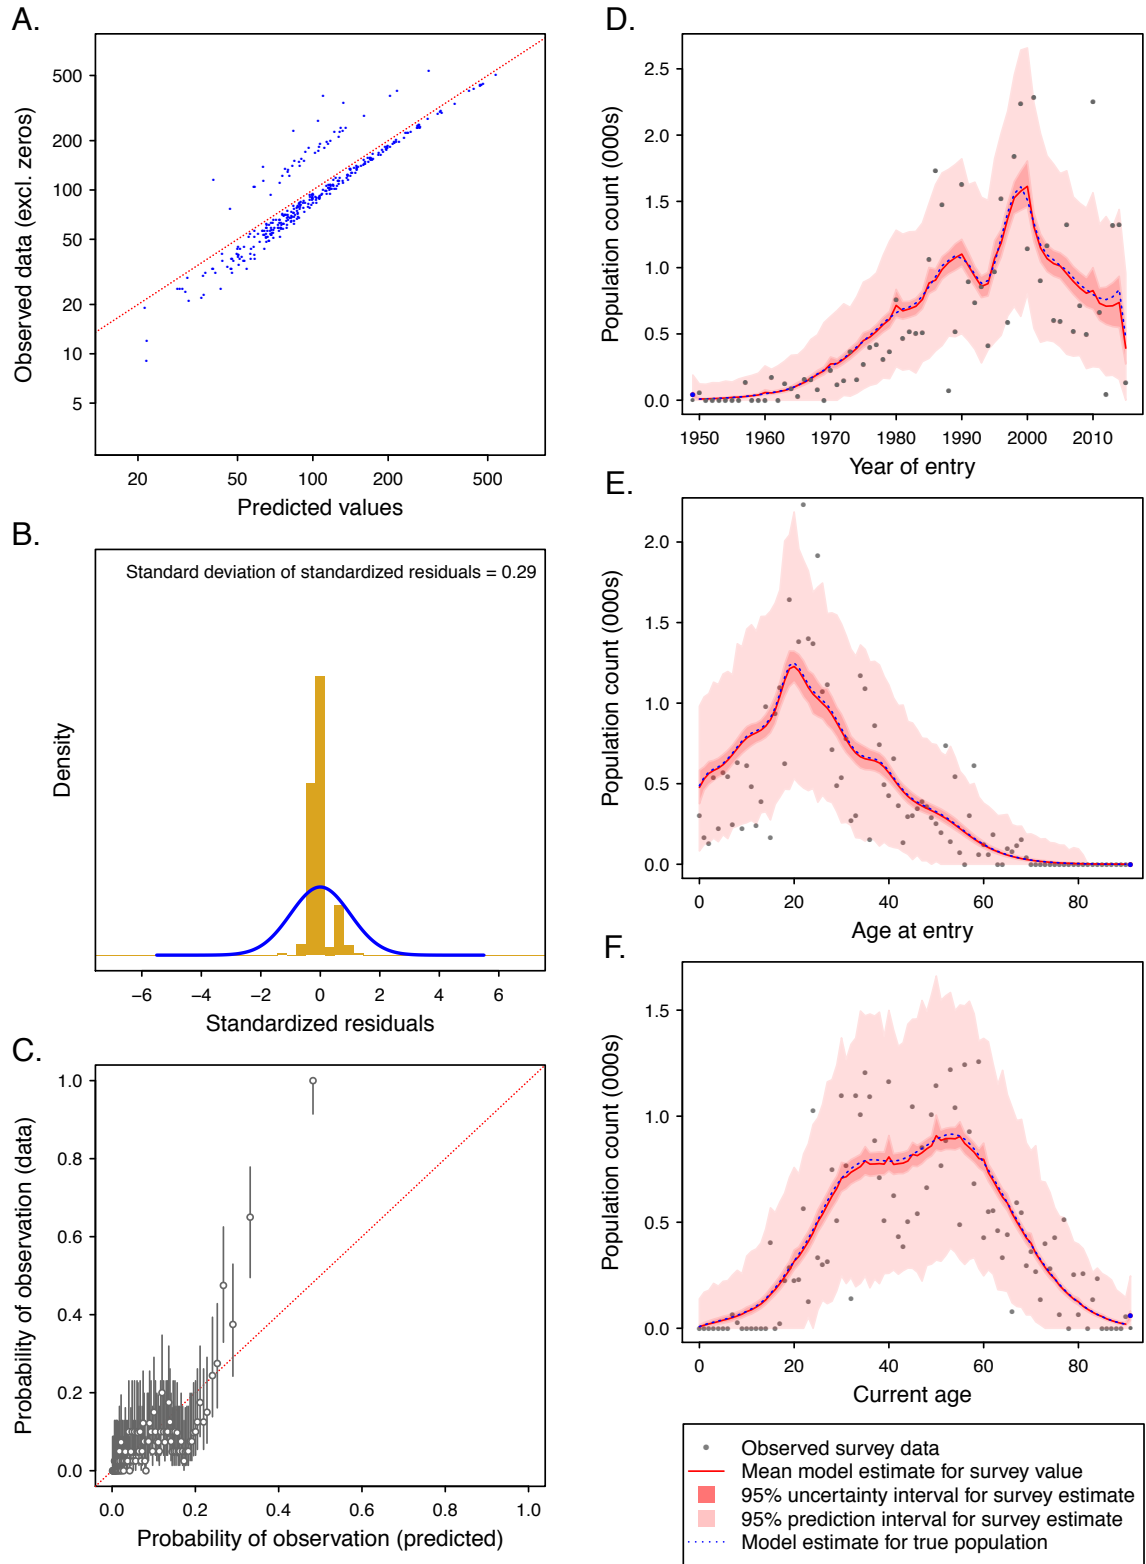 A.
Observed data (excl. zeros)
500
200
100
50
20
10
5
20 50 100 200 500
Predicted values
B.
Standard deviation of standardized residuals = 0.29
Density
−6 −4 −2 0 2 4 6
Standardized residuals
C.
Probability of observation (data)
1.0
0.8
0.6
0.4
0.2
0.0
0.0 0.2 0.4 0.6 0.8 1.0
Probability of observation (predicted)
D.
Population count (000s)
2.5
2.0
1.5
1.0
0.5
0.0
1950 1960 1970 1980 1990 2000 2010
Year of entry
E.
Population count (000s)
2.0
1.5
1.0
0.5
0.0
0 20 40 60 80
Age at entry
F.
Population count (000s)
1.5
1.0
0.5
0.0
0 20 40 60 80
Current age
Observed survey data
Mean model estimate for survey value
95% uncertainty interval for survey estimate
95% prediction interval for survey estimate
Model estimate for true population